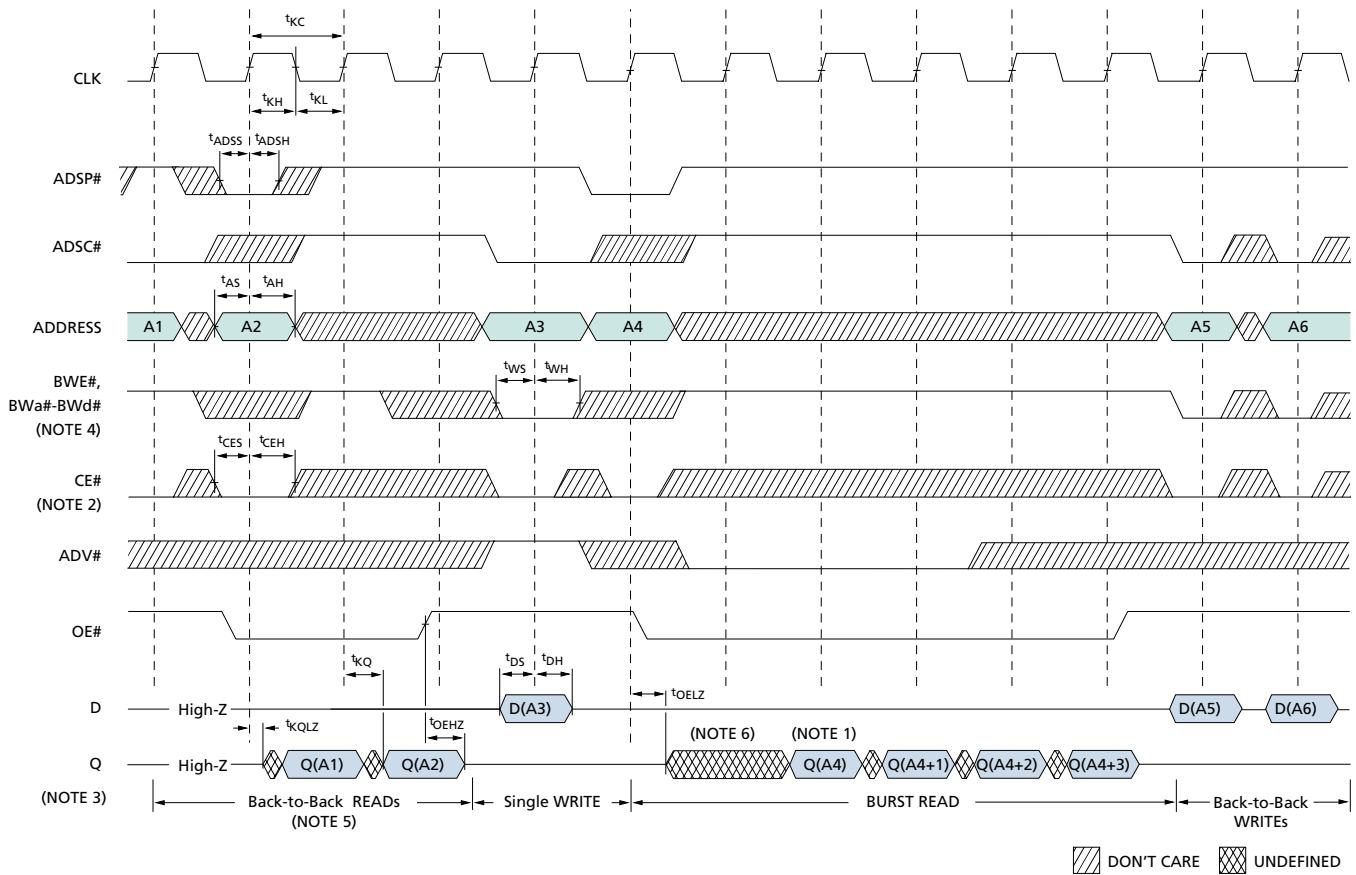 tKC
CLK
tKH tKL
tADSS tADSH
ADSP#
ADSC#
tAS tAH
ADDRESS A1 A2 A3 A4 A5 A6
BWE#,
BWa#-BWd#
(NOTE 4)
tWS tWH
tCES tCEH
CE#
(NOTE 2)
ADV#
OE#
tKQ tDS tDH
tOELZ
D High-Z D(A3) D(A5) D(A6)
tKQLZ tOEHZ (NOTE 6) (NOTE 1)
Q High-Z Q(A1) Q(A2) Q(A4) Q(A4+1) Q(A4+2) Q(A4+3)
(NOTE 3)
Back-to-Back READs Single WRITE BURST READ Back-to-Back
(NOTE 5) WRITEs
DON'T CARE UNDEFINED